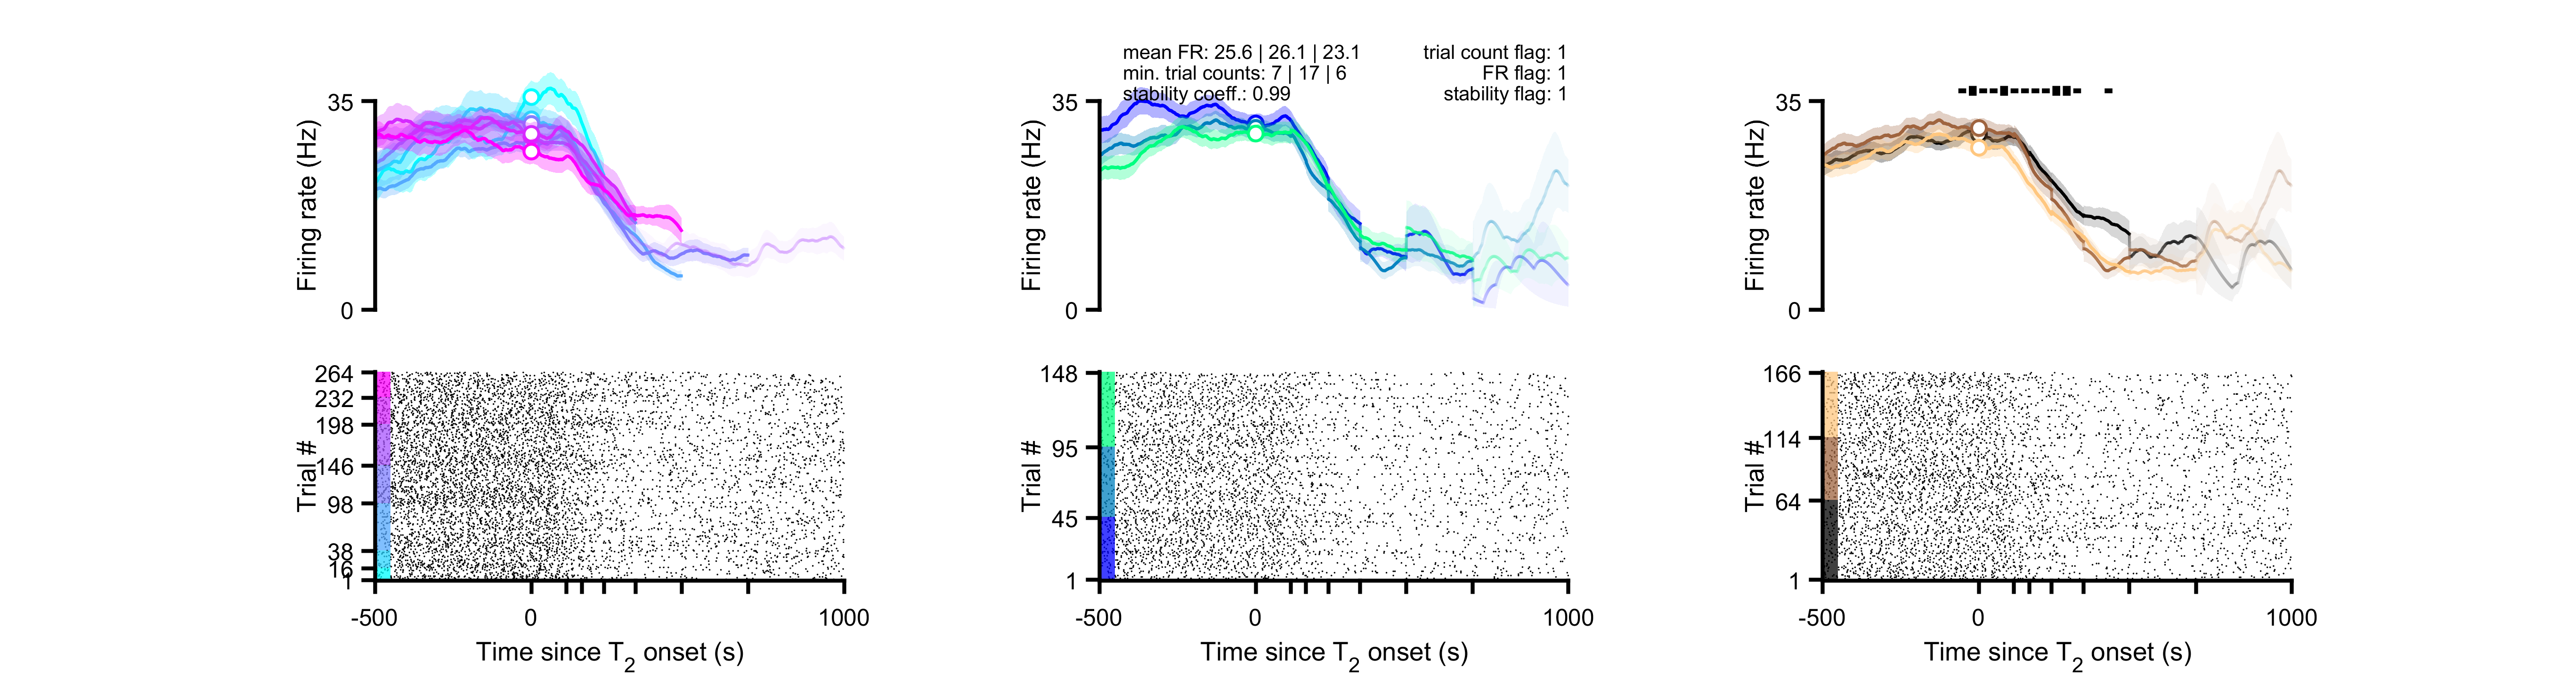 mean FR: 25.6 | 26.1 | 23.1
trial count flag: 1
min. trial counts: 7 | 17 | 6
FR flag: 1
stability coeff.: 0.99
stability flag: 1
35
Firing rate (Hz)
0
35
Firing rate (Hz)
0
35
Firing rate (Hz)
0
264
232
198
146
98
38
16
1
Trial #
-500
0
1000
Time since T2 onset (s)
148
95
45
1
Trial #
-500
0
1000
Time since T2 onset (s)
166
114
64
1
Trial #
-500
0
1000
Time since T2 onset (s)